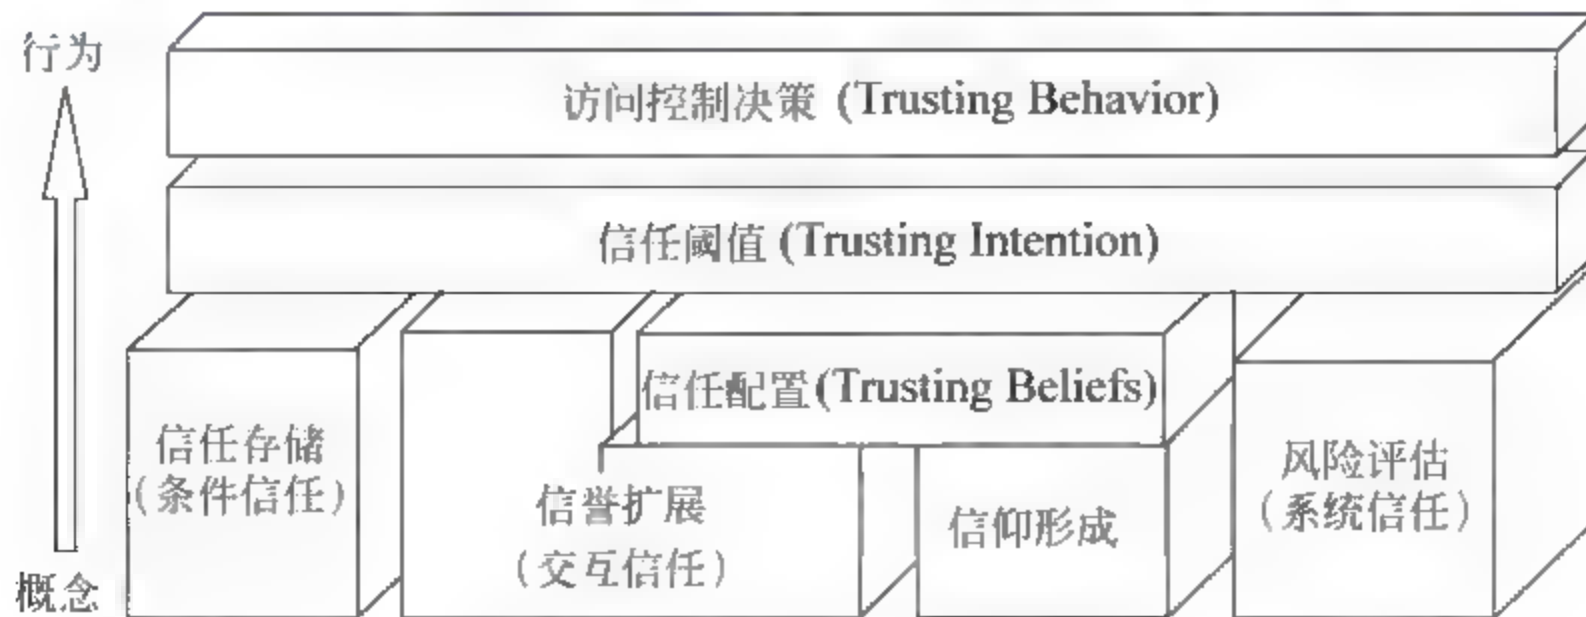 行为
访问控制决策 (Trusting Behavior)
信任阈值 (Trusting Intention)
信任配置(Trusting Beliefs)
信任存储
(条件信任)
信誉扩展
(交互信任)
信仰形成
风险评估
(系统信任)
概念